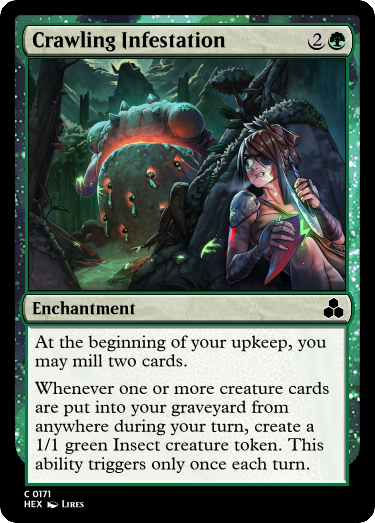 Crawling Infestation 2
Enchantment
At the beginning of your upkeep, you
may mill two cards.
Whenever one or more creature cards
are put into your graveyard from
anywhere during your turn, create a
1/1 green Insect creature token. This
ability triggers only once each turn.
C 0171
HEX Lires